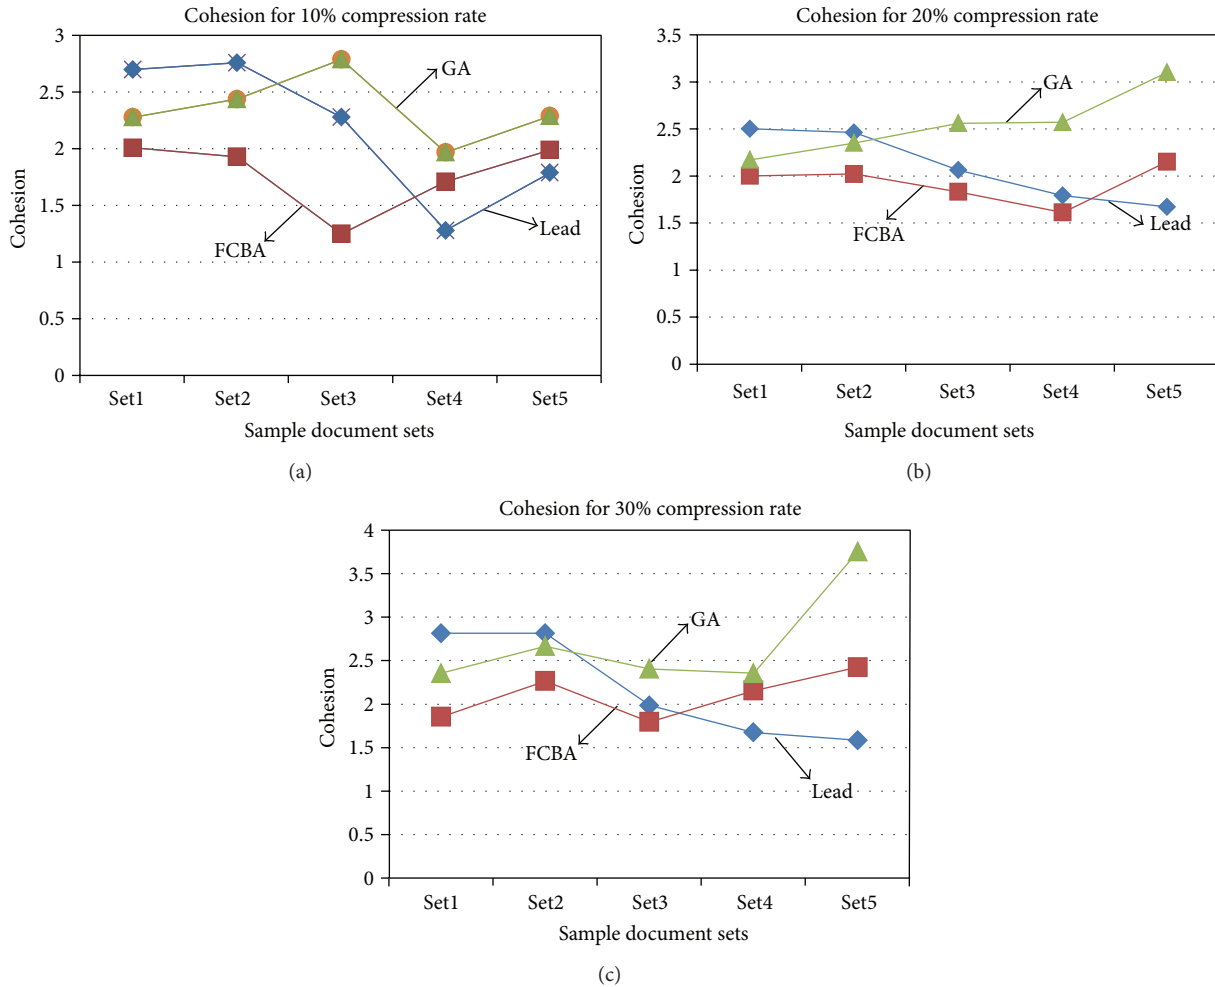 Cohesion for 10% compression rate
3
2.5
2
1.5
1
0.5
0
Cohesion
GA
FCBA
Lead
Set1 Set2 Set3 Set4 Set5
Sample document sets
(a)
Cohesion for 20% compression rate
3.5
3
2.5
2
1.5
1
0.5
0
Cohesion
GA
FCBA
Lead
Set1 Set2 Set3 Set4 Set5
Sample document sets
(b)
Cohesion for 30% compression rate
4
3.5
3
2.5
2
1.5
1
0.5
0
Cohesion
GA
FCBA
Lead
Set1 Set2 Set3 Set4 Set5
Sample document sets
(c)